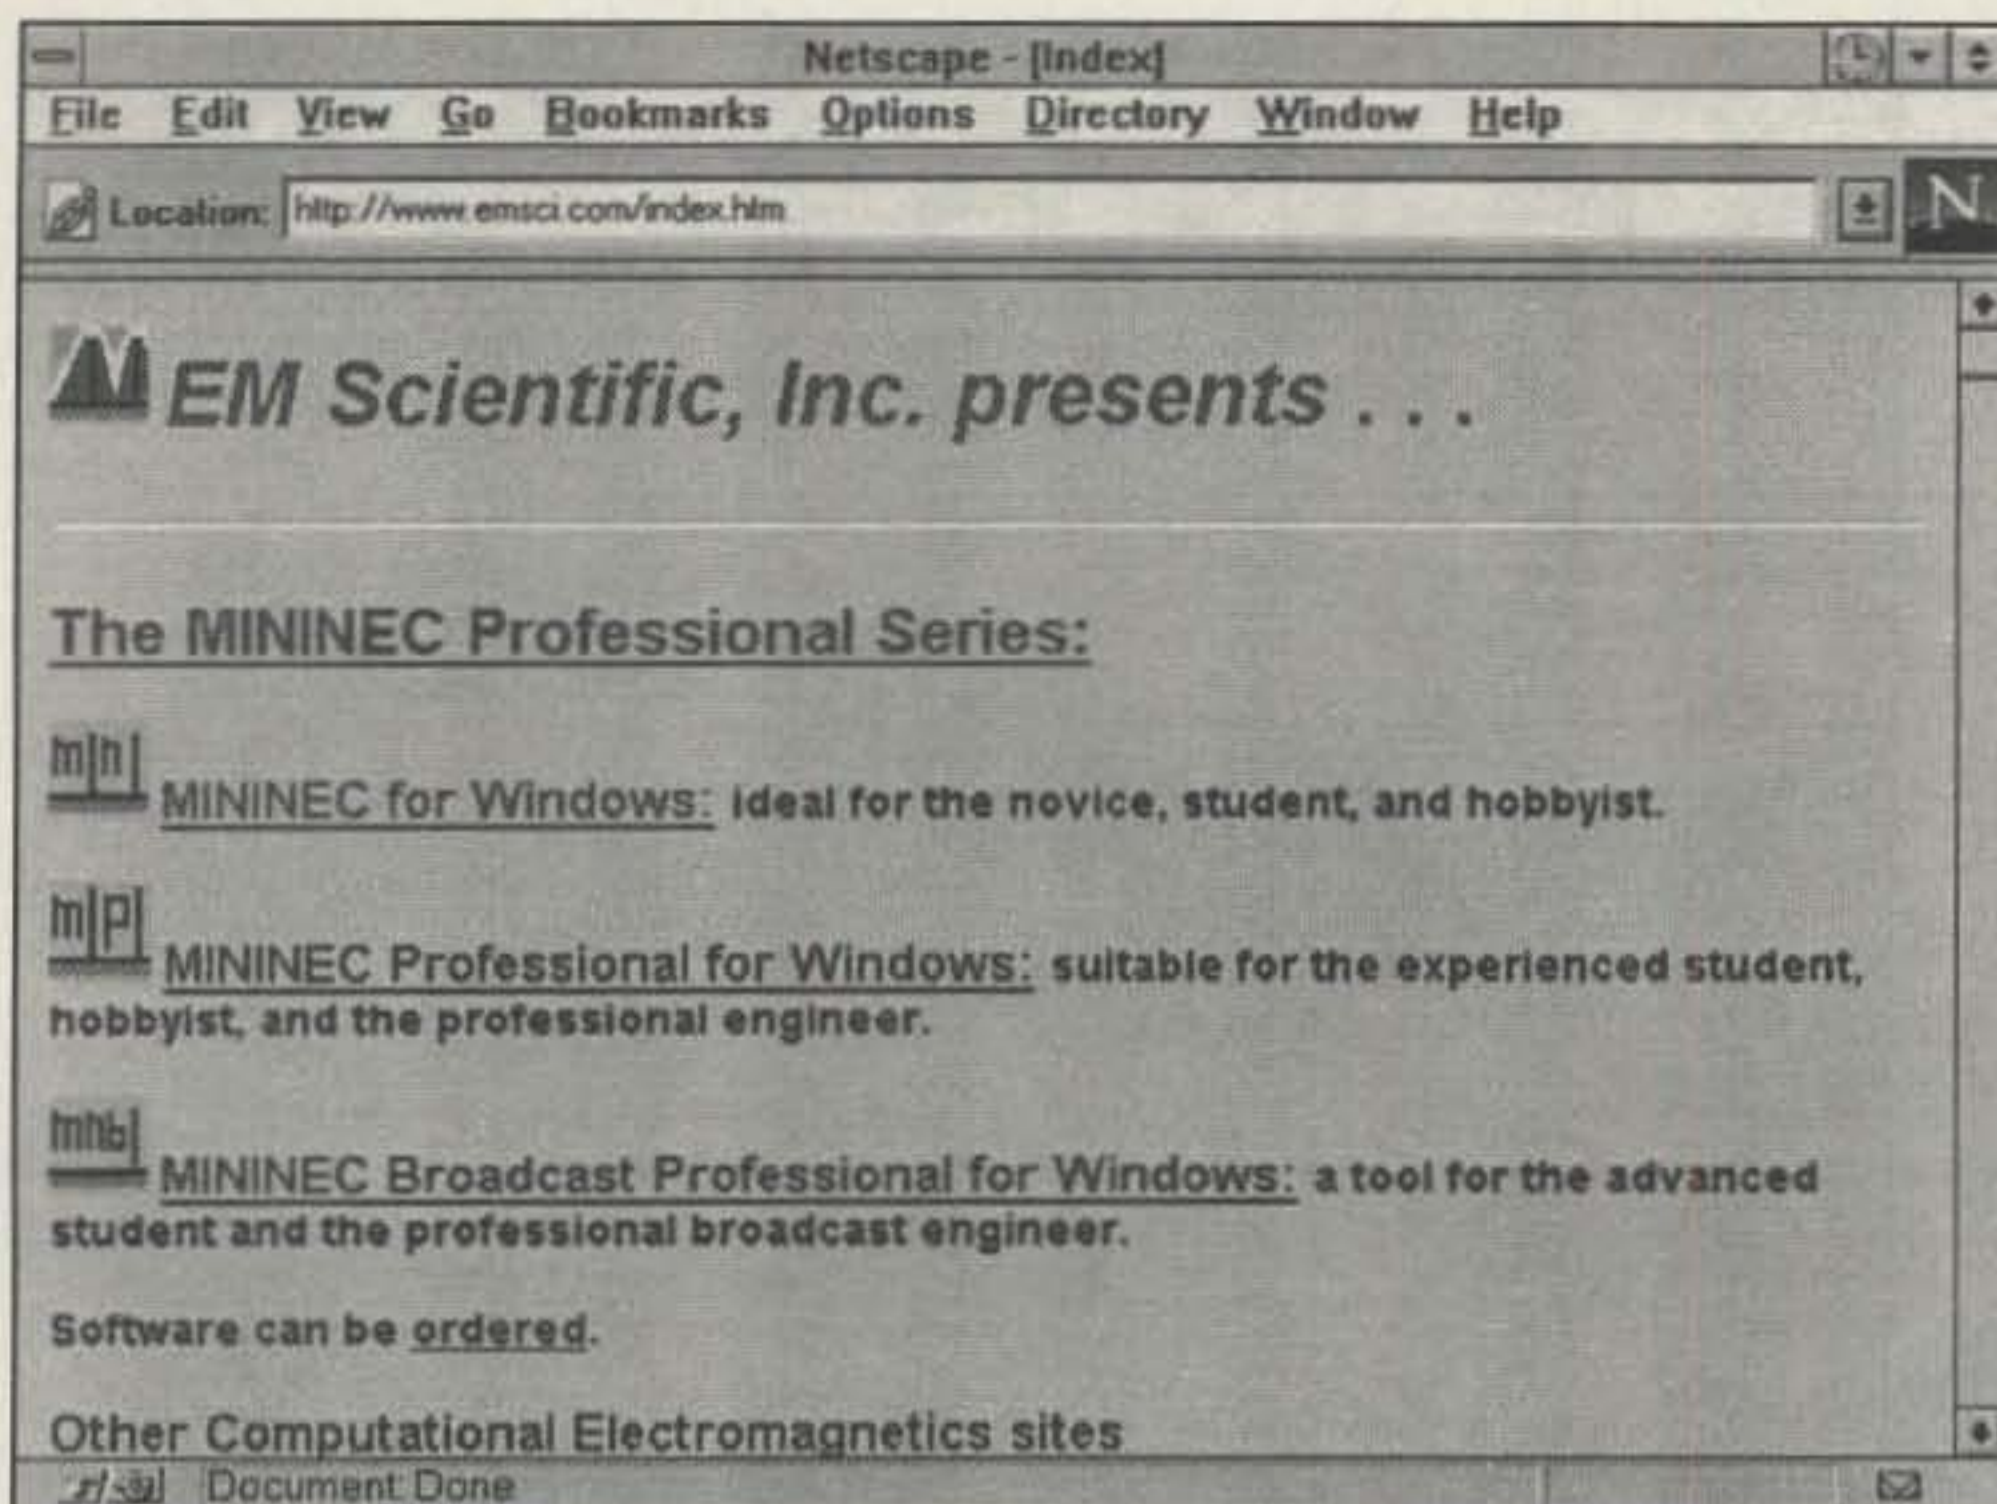 Netscape - [Index]
File Edit View Go Bookmarks Options Directory Window Help
Location: http://www.emsci.com/index.htm
N
EM Scientific, Inc. presents . . .
The MININEC Professional Series:
m|n|
MININEC for Windows: ideal for the novice, student, and hobbyist.
m|p|
MININEC Professional for Windows: suitable for the experienced student,
hobbyist, and the professional engineer.
mnb|
MININEC Broadcast Professional for Windows: a tool for the advanced
student and the professional broadcast engineer.
Software can be ordered.
Other Computational Electromagnetics sites
Document: Done